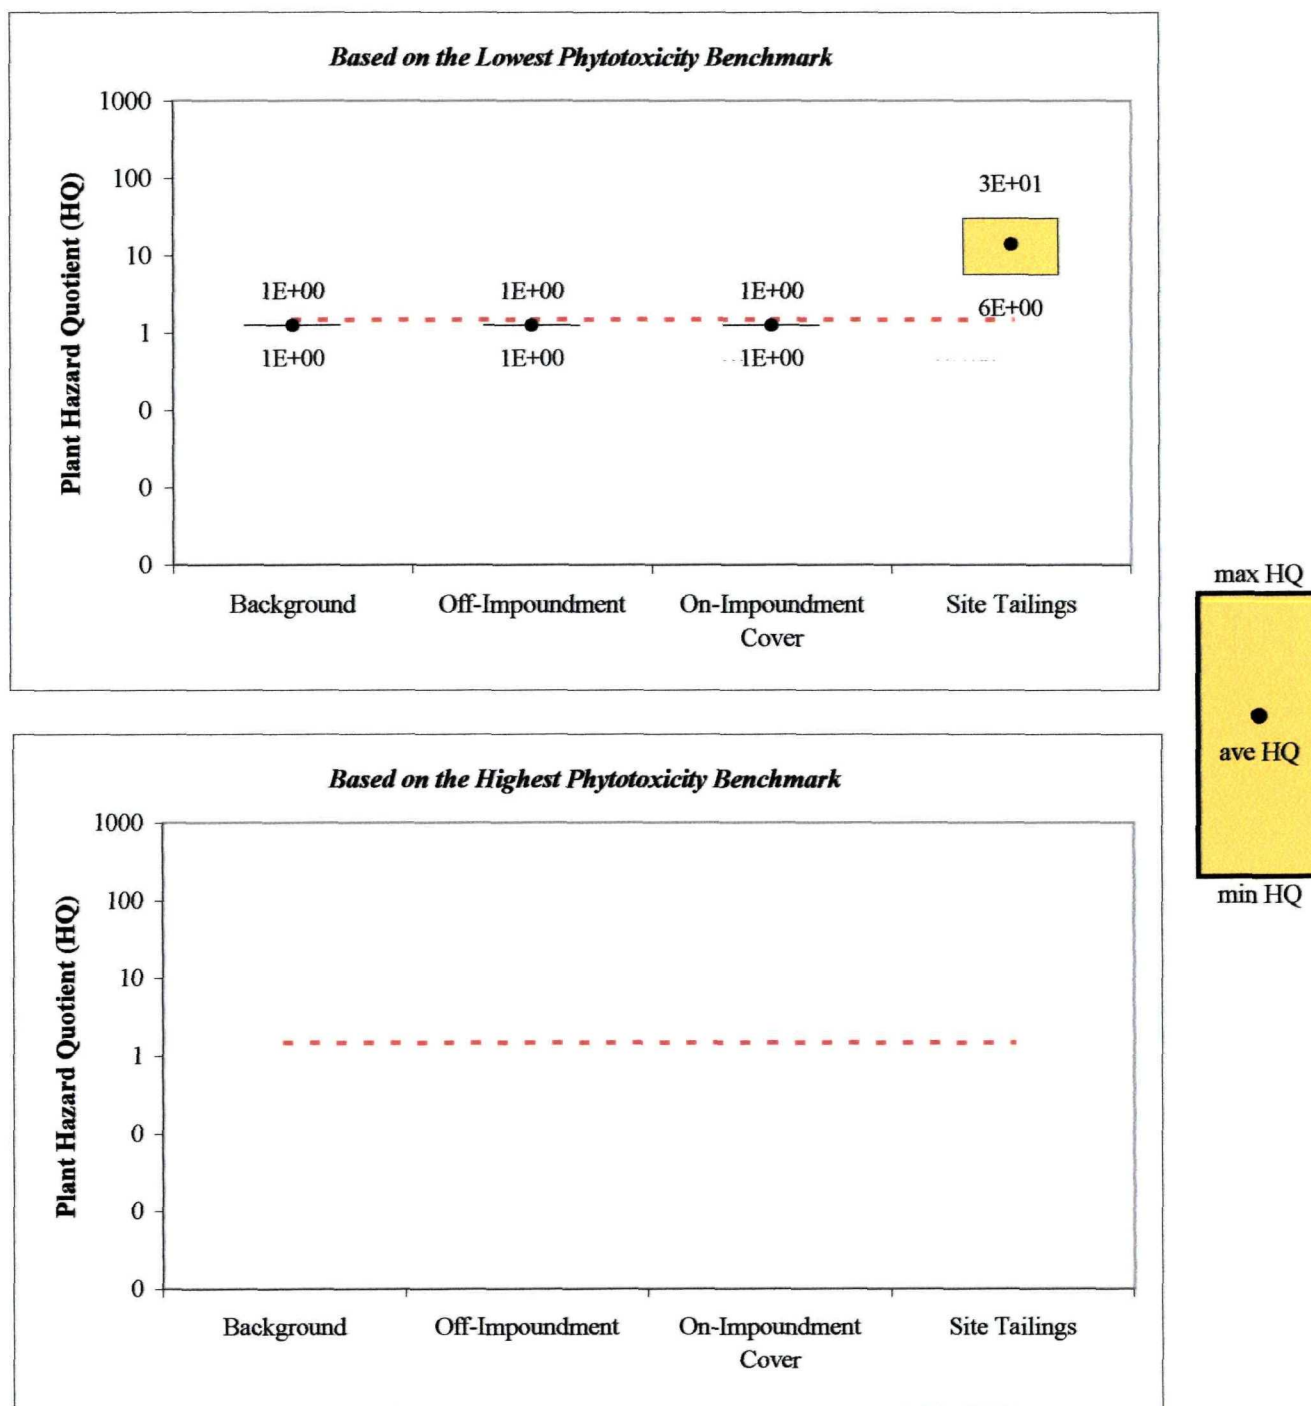 Based on the Lowest Phytotoxicity Benchmark
Plant Hazard Quotient (HQ)
1000
100
10
1
0
0
0
1E+00
1E+00
1E+00
3E+01
1E+00
1E+00
1E+00
6E+00
Background
Off-Impoundment
On-Impoundment
Cover
Site Tailings
max HQ
ave HQ
min HQ
Based on the Highest Phytotoxicity Benchmark
Plant Hazard Quotient (HQ)
1000
100
10
1
0
0
0
Background
Off-Impoundment
On-Impoundment
Cover
Site Tailings